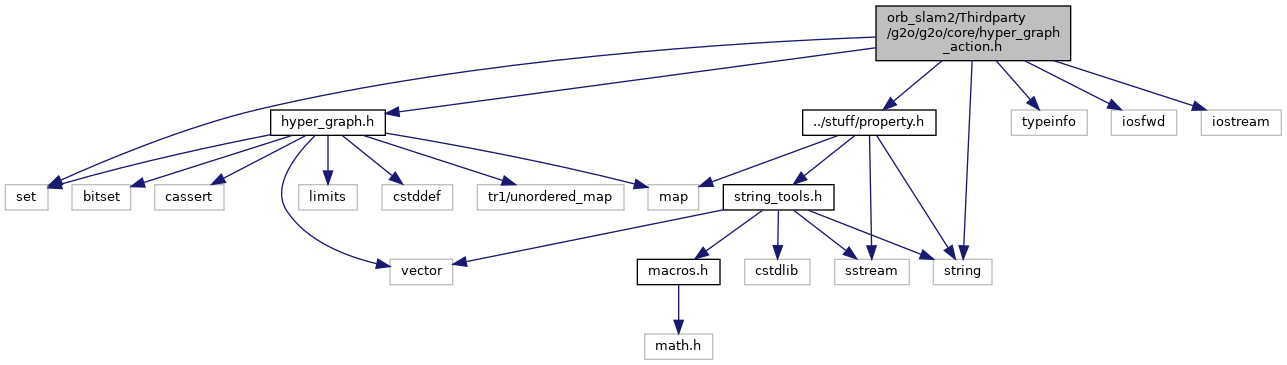 orb_slam2/Thirdparty
/g2o/g2o/core/hyper_graph
_action.h
hyper_graph.h
../stuff/property.h
typeinfo
iosfwd
iostream
set
bitset
cassert
limits
cstddef
tr1/unordered_map
map
string_tools.h
vector
macros.h
cstdlib
sstream
string
math.h